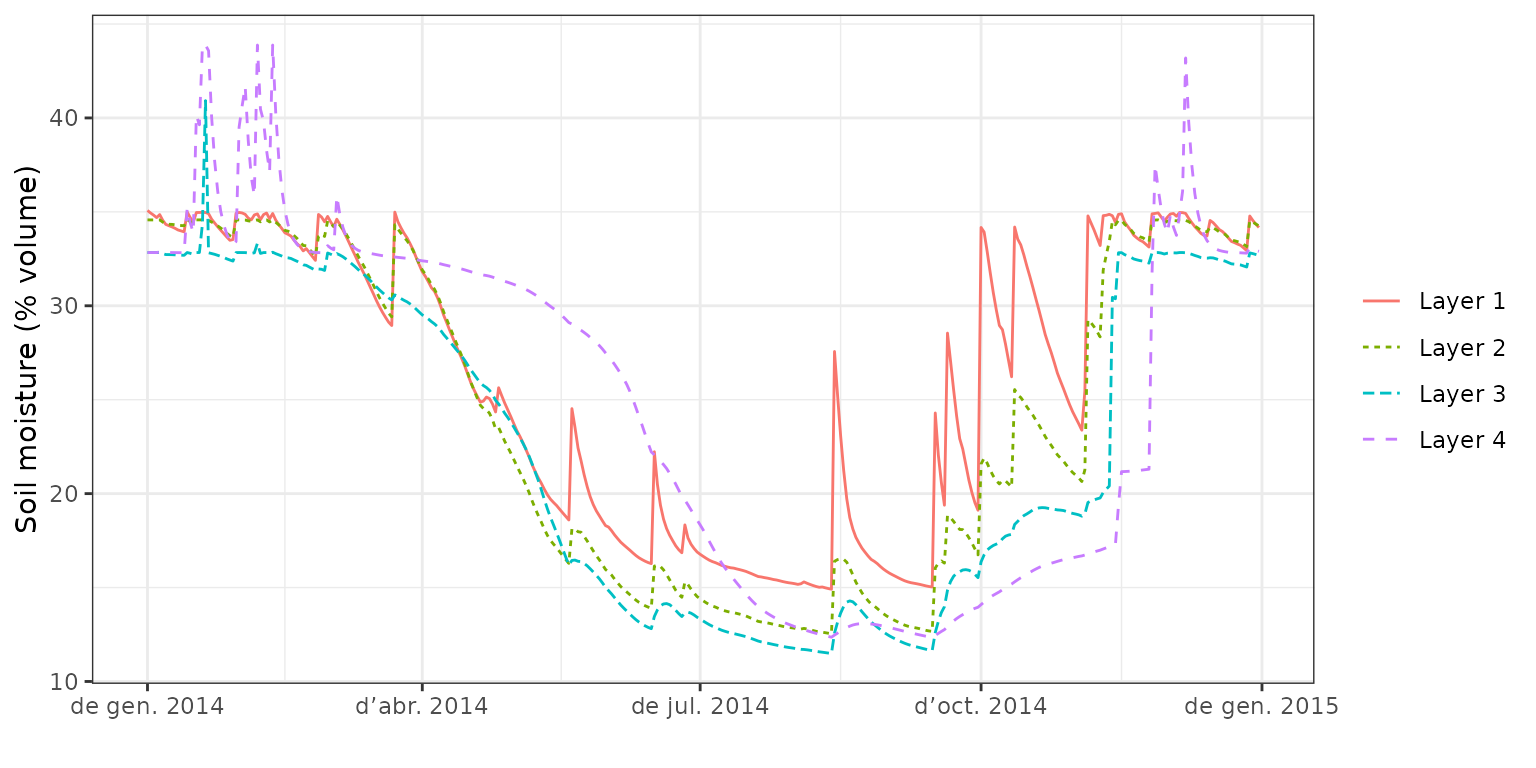 Soil moisture (% volume)
40
30
20
10
de gen. 2014
d’abr. 2014
de jul. 2014
d’oct. 2014
de gen. 2015
Layer 1
Layer 2
Layer 3
Layer 4